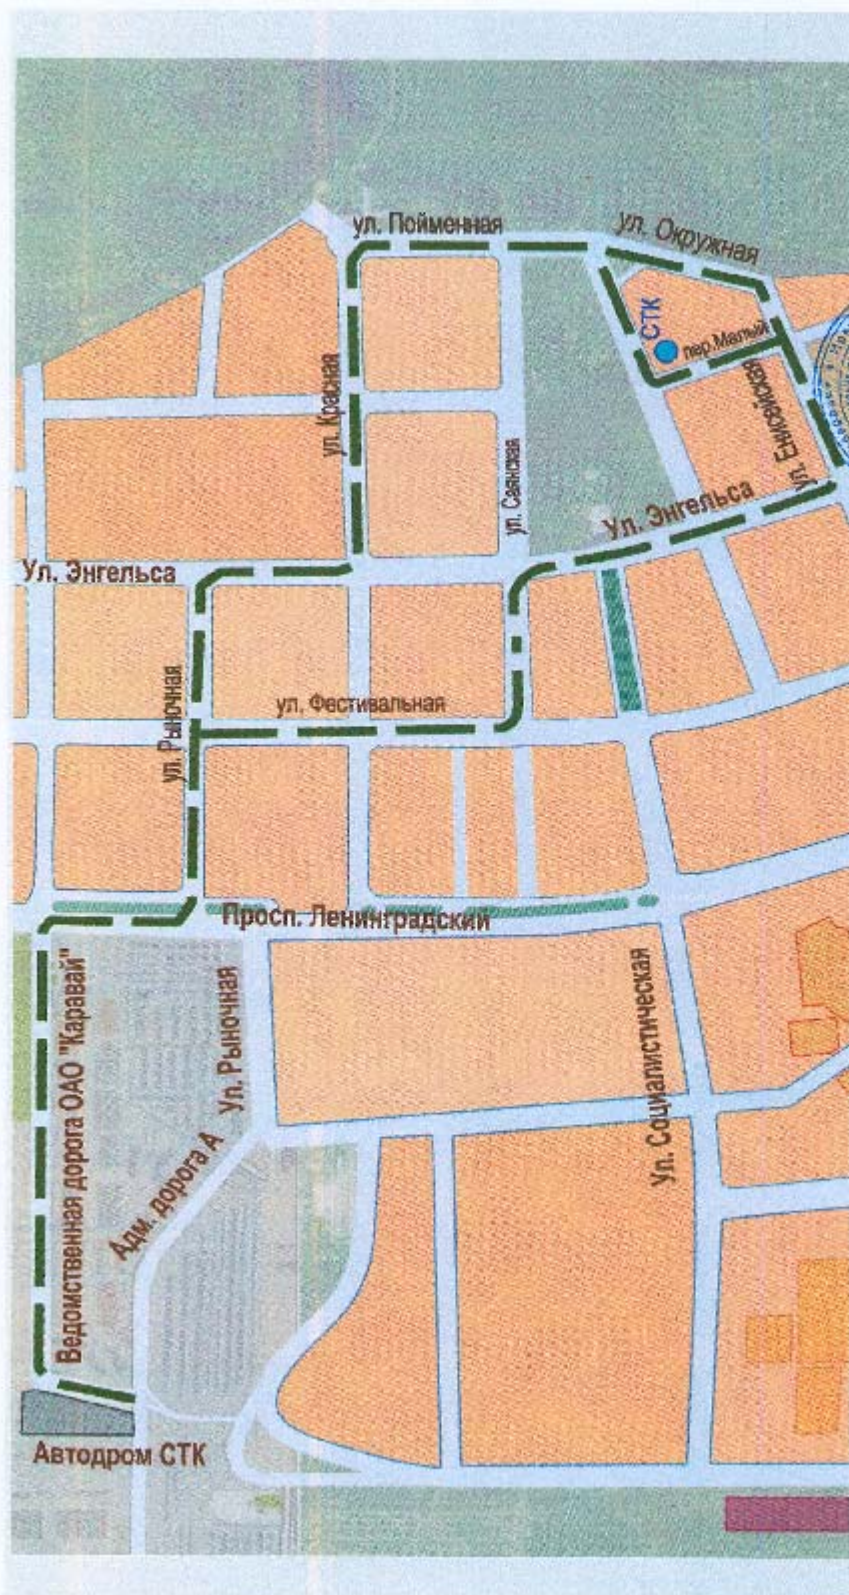 ул. Пойменная
ул. Окружная
СТК
пер.Малый
ул. Красная
ул. Енисейская
ул. Саянская
Ул. Энгельса
Ул. Энгельса
ул. Рыночная
ул. Фестивальная
Просп. Ленинградский
Ведомственная дорога ОАО "Каравай"
Ул. Рыночная
Ул. Социалистическая
Адм. дорога А
Автодром СТК